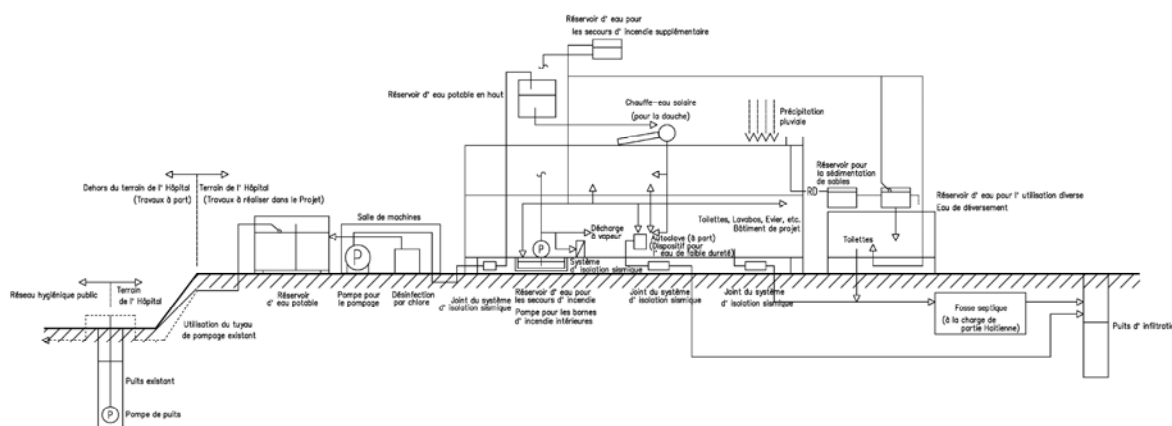 Réservoir d' eau pour
les secours d' incendie supplémentaire
Réservoir d' eau potable en haut
Chauffe-eau solaire
(pour la douche)
Précipitation
pluviale
Dehors du terrain de l' Hôpital
(Travaux à part)
Terrain de l' Hôpital
(Travaux à réaliser dans le Projet)
Salle de machines
P
Réservoir
d' eau potable
Pompe pour
le pompage
Désinfection
par chlore
Joint du système
d' isolation sismique
P
Décharge
à vapeur
Système
d' isolation sismique
Réservoir d' eau pour
les secours d' incendie
Pompe pour les bornes
d' incendie intérieures
Autoclave (à part)
(Dispositif pour
l' eau de faible dureté)
Joint du système
d' isolation sismique
Toilettes, Lavabos, Evier, etc.
Bâtiment de projet
Joint du système
d' isolation sismique
RD
Réservoir pour
la sédimentation
de sables
Réservoir d' eau pour l' utilisation diverse
Eau de déversement
Toilettes
Fosse septique
(à la charge de
partie Haïtienne)
Puits d' infiltratio
Réseau hygiénique public
Terrain
de l' Hôpital
Utilisation du tuyau
de pompage existant
Puits existant
P
Pompe de puits